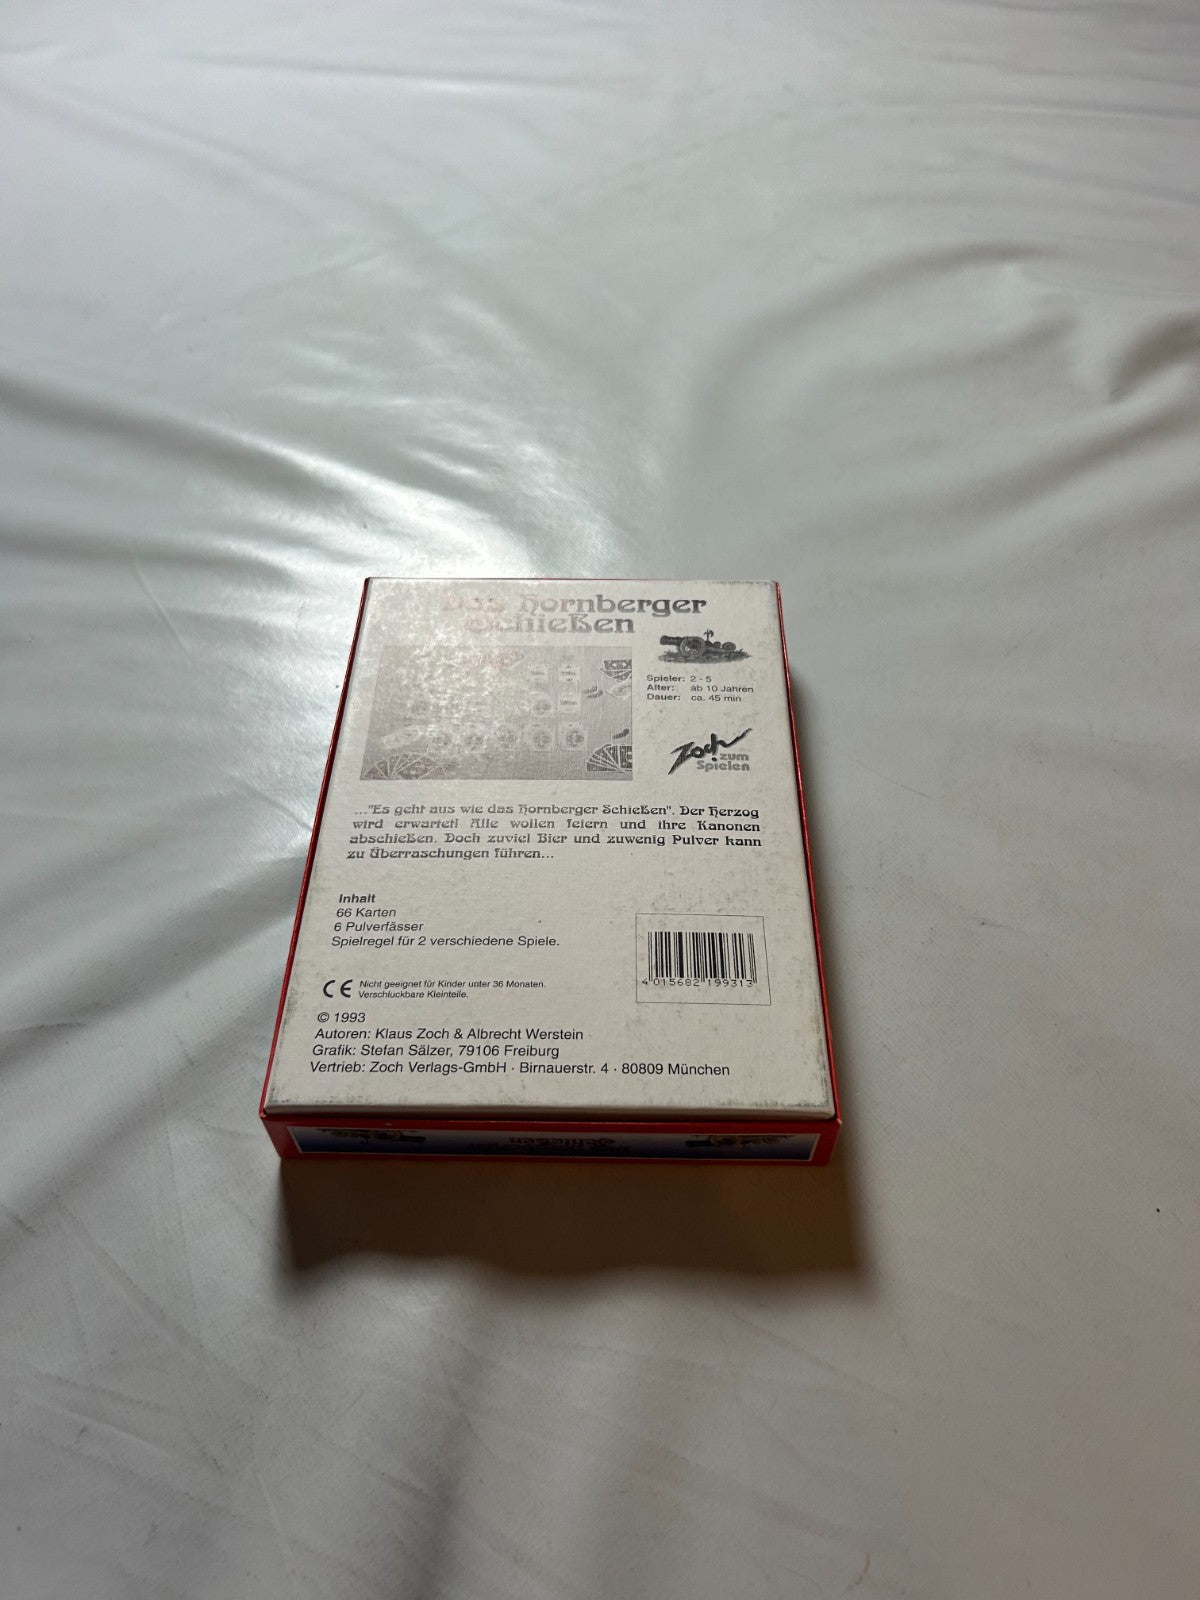 Das Hornberger
Schießen
Spieler: 2 - 5
Alter: ab 10 Jahren
Dauer: ca. 45 min
Zoch
zum
Spielen
..."Es geht aus wie das Hornberger Schießen". Der Herzog
wird erwartet! Alle wollen feiern und ihre Kanonen
abschießen. Doch zuviel Bier und zuwenig Pulver kann
zu Überraschungen führen...
Inhalt
66 Karten
6 Pulverfässer
Spielregel für 2 verschiedene Spiele.
4 015682 199313
CE Nicht geeignet für Kinder unter 36 Monaten.
Verschluckbare Kleinteile.
© 1993
Autoren: Klaus Zoch & Albrecht Werstein
Grafik: Stefan Sälzer, 79106 Freiburg
Vertrieb: Zoch Verlags-GmbH · Birnauerstr. 4 · 80809 München
Schießen